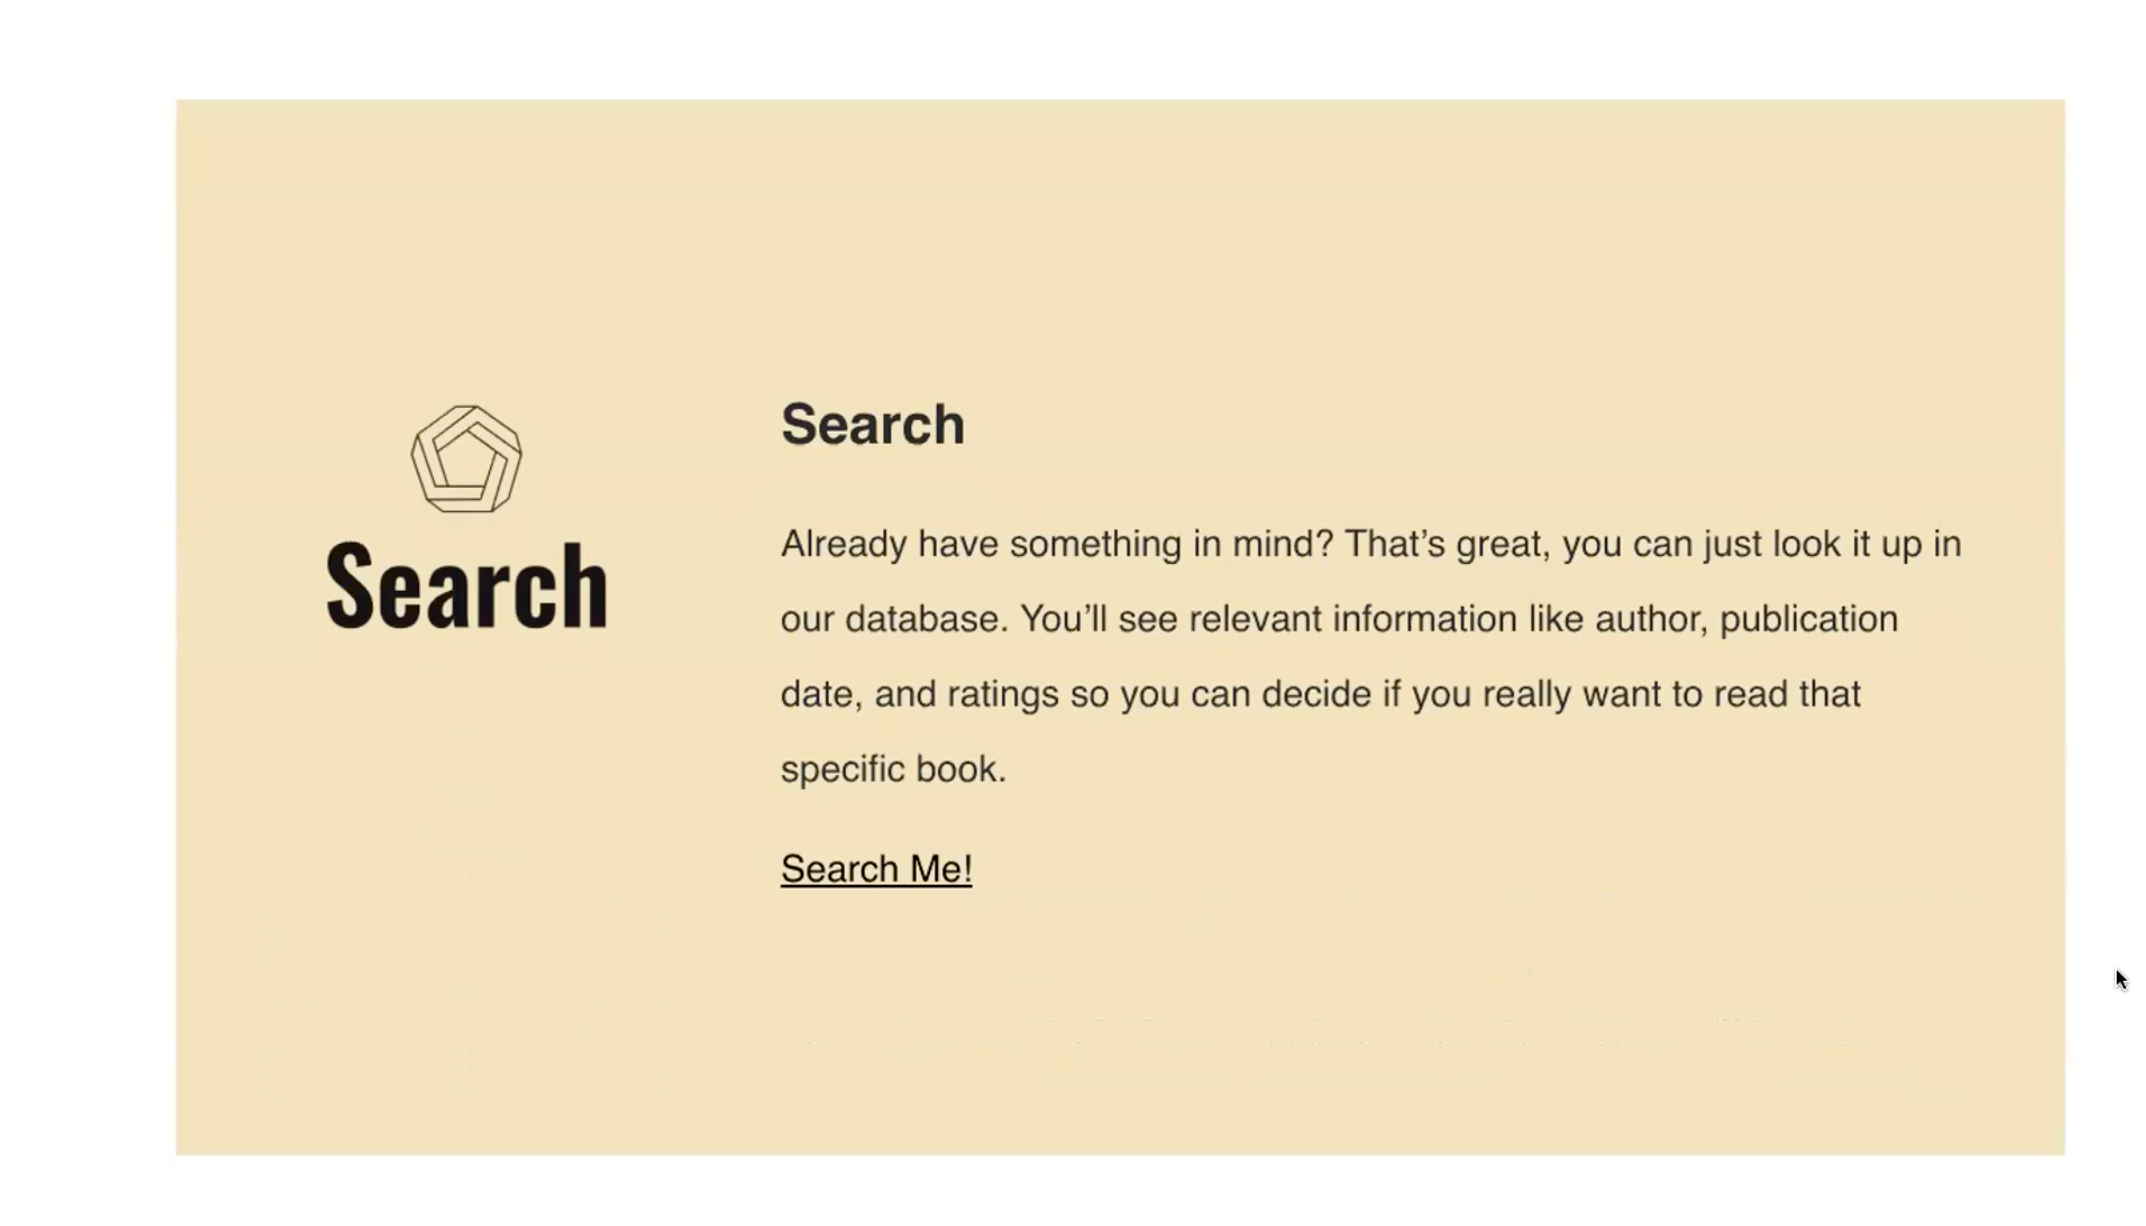 Search
Search
Already have something in mind? That’s great, you can just look it up in
our database. You’ll see relevant information like author, publication
date, and ratings so you can decide if you really want to read that
specific book.
Search Me!